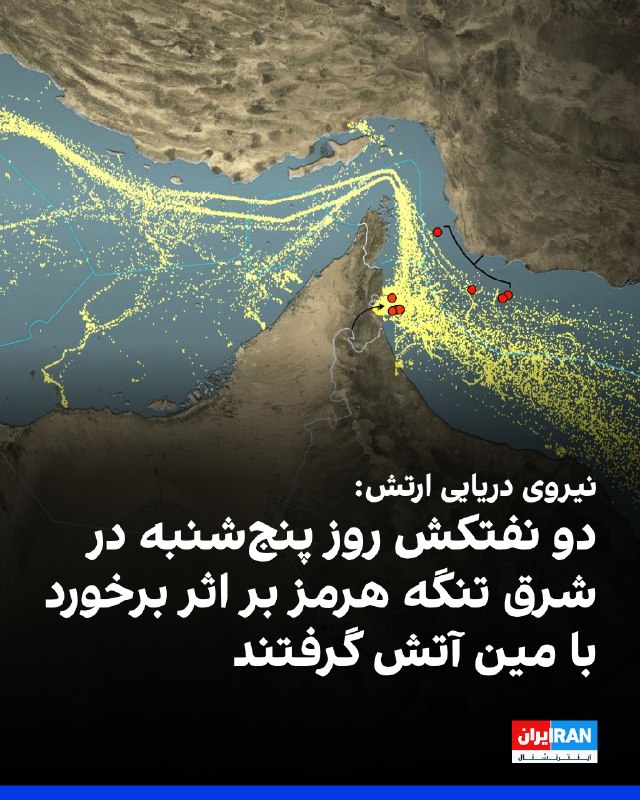 نیروی دریایی ارتش:
دو نفتکش روز پنج‌شنبه در
شرق تنگه هرمز بر اثر برخورد
با مین آتش گرفتند
ایران IRAN
اینترنشنال